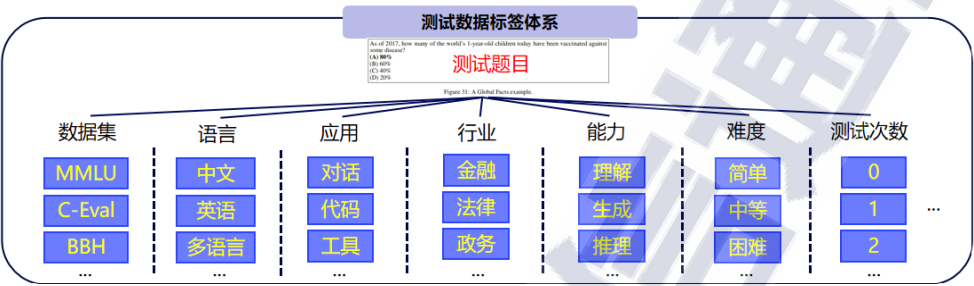 测试数据标签体系
As of 2017, how many of the world's 1-year-old children today have been vaccinated against
some disease?
(A) 80%
(B) 60%
(C) 40%
(D) 20%
测试题目
Figure 31: A Global Facts example.
数据集 语言 应用 行业 能力 难度 测试次数
MMLU 中文 对话 金融 理解 简单 0
C-Eval 英语 代码 法律 生成 中等 1 ...
BBH 多语言 工具 政务 推理 困难 2
... ... ... ... ... ... ...